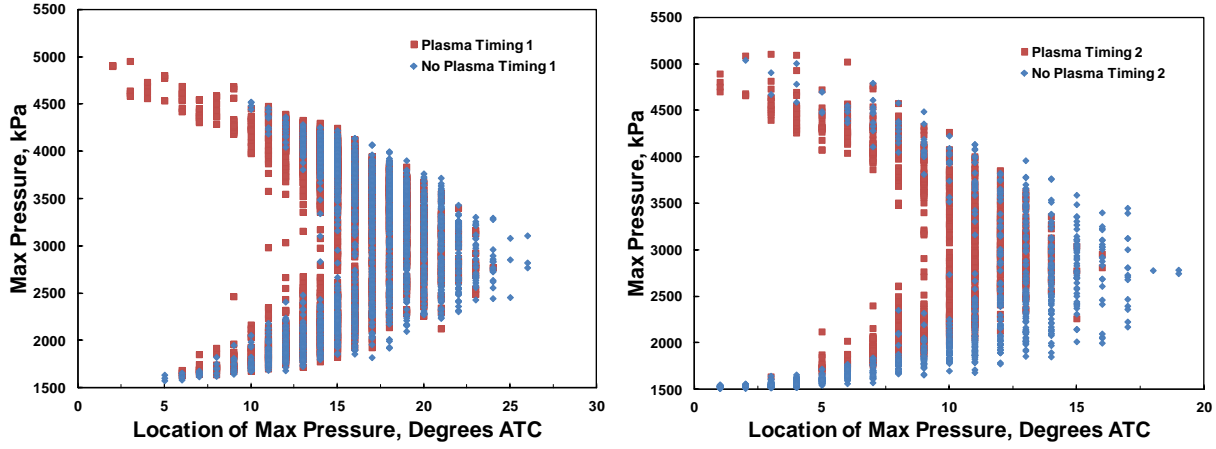 5500
5000
4500
4000
3500
3000
2500
2000
1500
Max Pressure, kPa
Plasma Timing 1
No Plasma Timing 1
0 5 10 15 20 25 30
Location of Max Pressure, Degrees ATC
5500
5000
4500
4000
3500
3000
2500
2000
1500
Max Pressure, kPa
Plasma Timing 2
No Plasma Timing 2
0 5 10 15 20
Location of Max Pressure, Degrees ATC